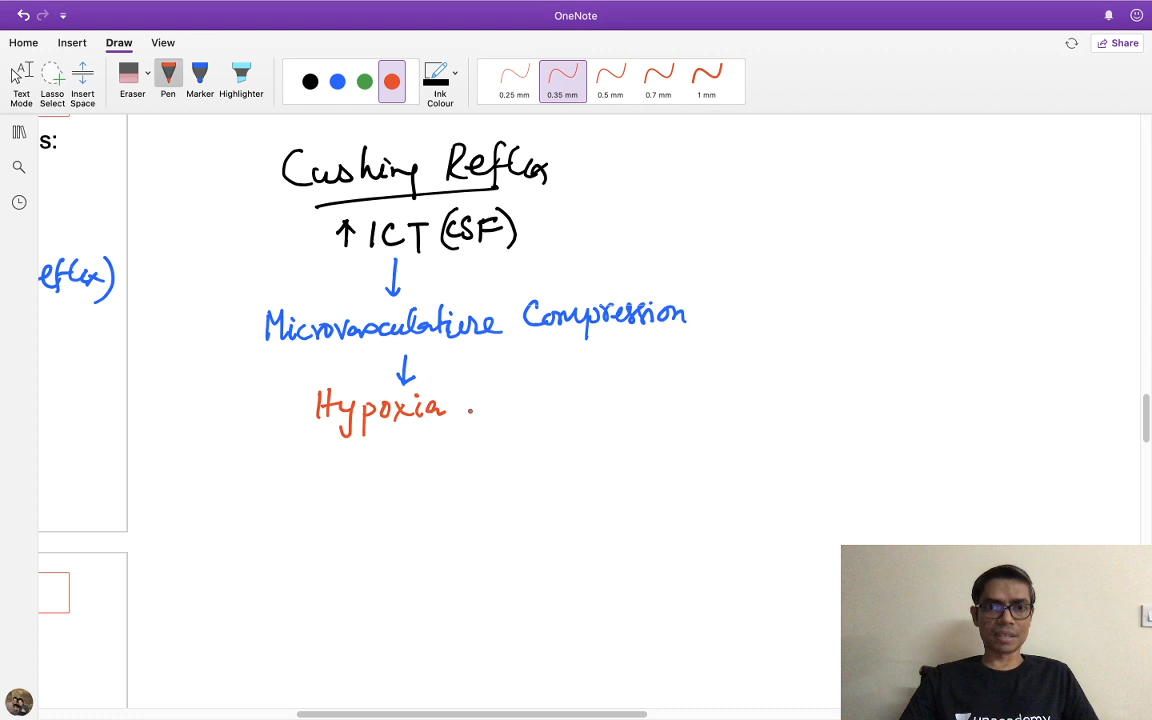 OneNote
Home Insert Draw View
Share
Text Mode
Lasso Select
Insert Space
Eraser
Pen
Marker
Highlighter
Ink Colour
0.25 mm
0.35 mm
0.5 mm
0.7 mm
1 mm
s:
Cushing Reflex
↑ ICT (CSF)
eflex)
↓
Microvasculature Compression
↓
Hypoxia
unacademy